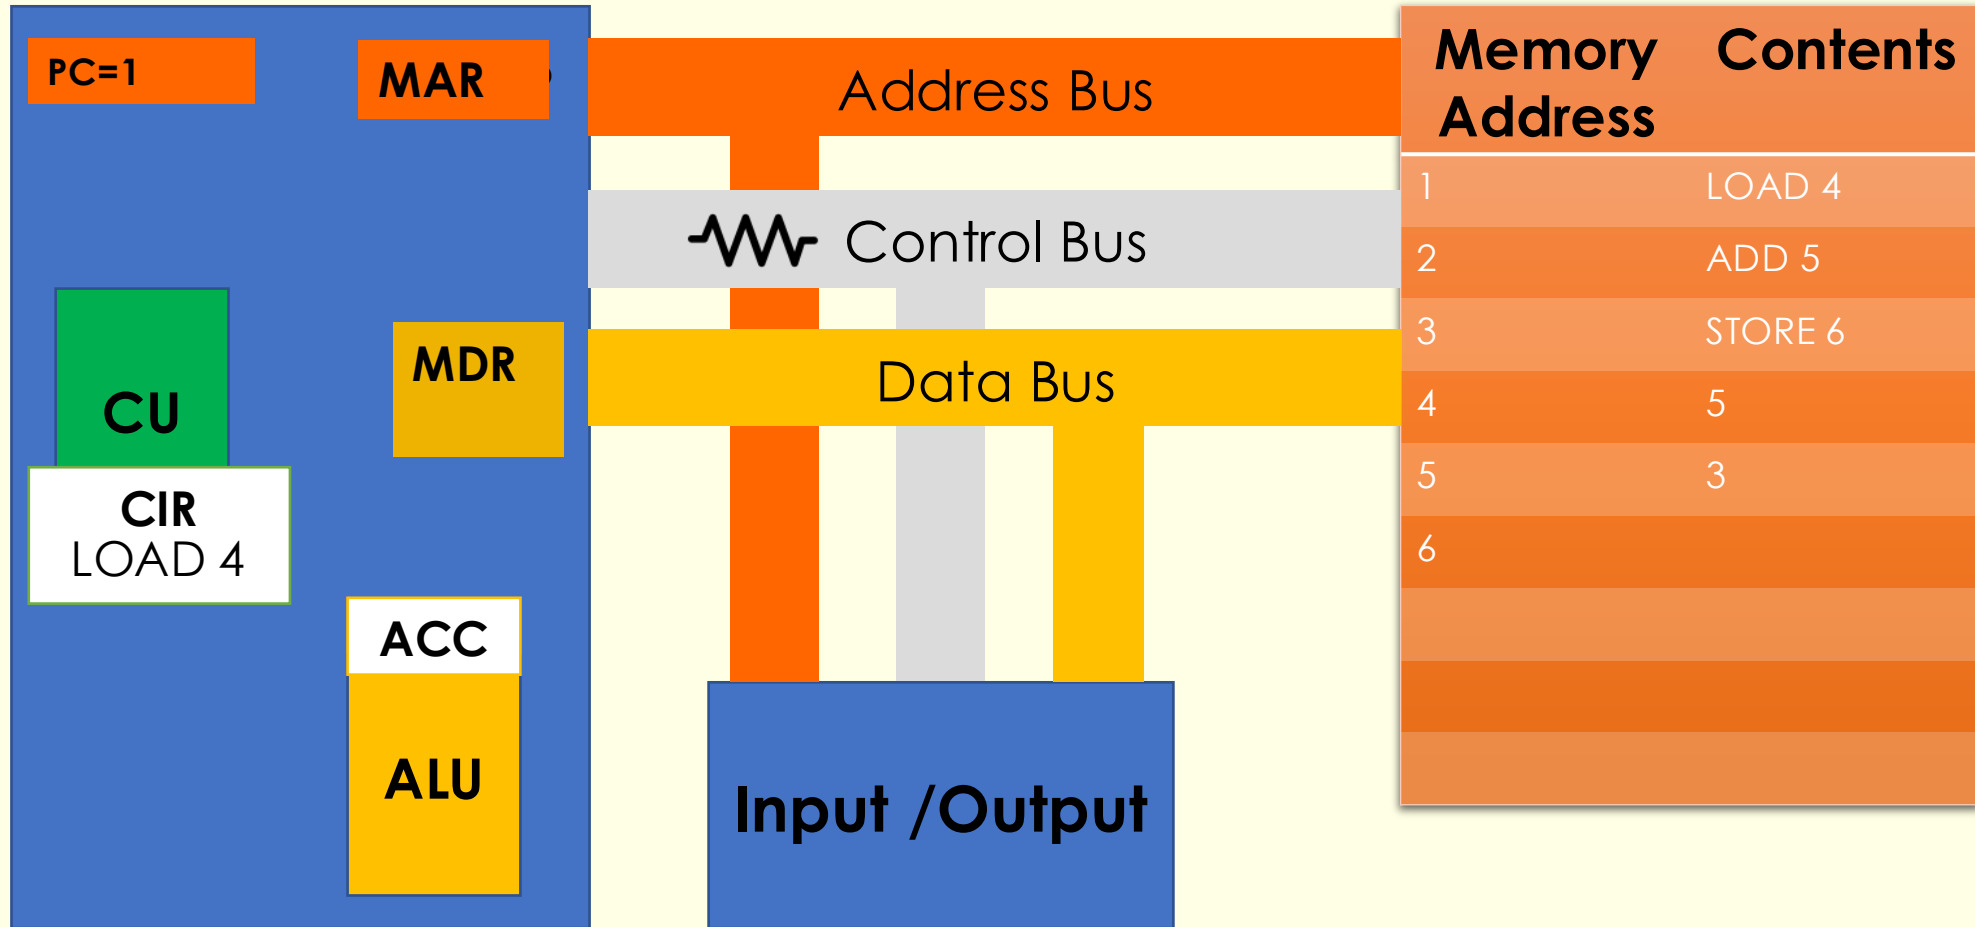 PC=1
MAR
Address Bus
Memory Contents
Address
1 LOAD 4
Control Bus
2 ADD 5
3 STORE 6
MDR
Data Bus
4 5
CU
5 3
CIR
LOAD 4
6
ACC
ALU
Input /Output